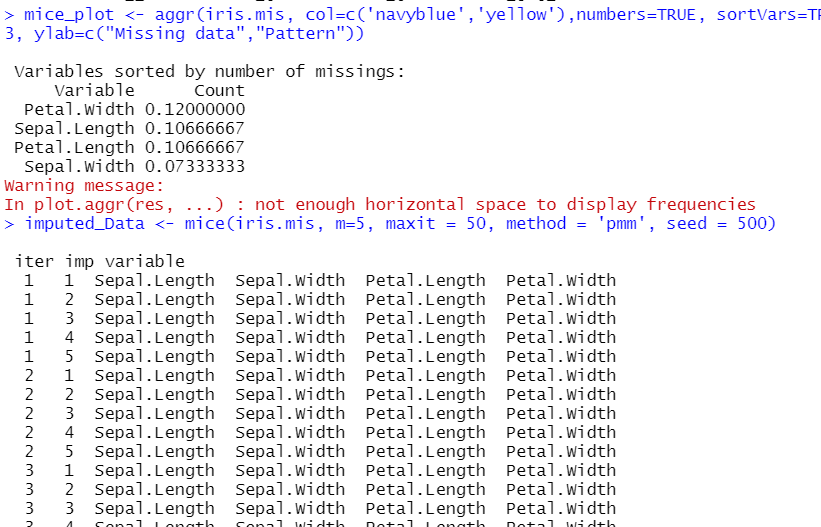 > mice_plot <- aggr(iris.mis, col=c('navyblue','yellow'),numbers=TRUE,
3, ylab=c("Missing data","Pattern"))
Variables sorted by number of missings:
Variable Count
Petal.Width 0.12000000
Sepal.Length 0.10666667
Petal.Length 0.10666667
Sepal.Width 0.07333333
Warning message:
In plot.aggr(res, ...) : not enough horizontal space to display frequencies
> imputed_Data <- mice(iris.mis, m=5, maxit = 50, method = 'pmm', seed = 500)
iter imp variable
1 1 Sepal.Length Sepal.Width Petal.Length Petal.Width
1 2 Sepal.Length Sepal.Width Petal.Length Petal.Width
1 3 Sepal.Length Sepal.Width Petal.Length Petal.Width
1 4 Sepal.Length Sepal.Width Petal.Length Petal.Width
1 5 Sepal.Length Sepal.Width Petal.Length Petal.Width
2 1 Sepal.Length Sepal.Width Petal.Length Petal.Width
2 2 Sepal.Length Sepal.Width Petal.Length Petal.Width
2 3 Sepal.Length Sepal.Width Petal.Length Petal.Width
2 4 Sepal.Length Sepal.Width Petal.Length Petal.Width
2 5 Sepal.Length Sepal.Width Petal.Length Petal.Width
3 1 Sepal.Length Sepal.Width Petal.Length Petal.Width
3 2 Sepal.Length Sepal.Width Petal.Length Petal.Width
3 3 Sepal.Length Sepal.Width Petal.Length Petal.Width
3 4 Sepal.Length Sepal.Width Petal.Length Petal.Width